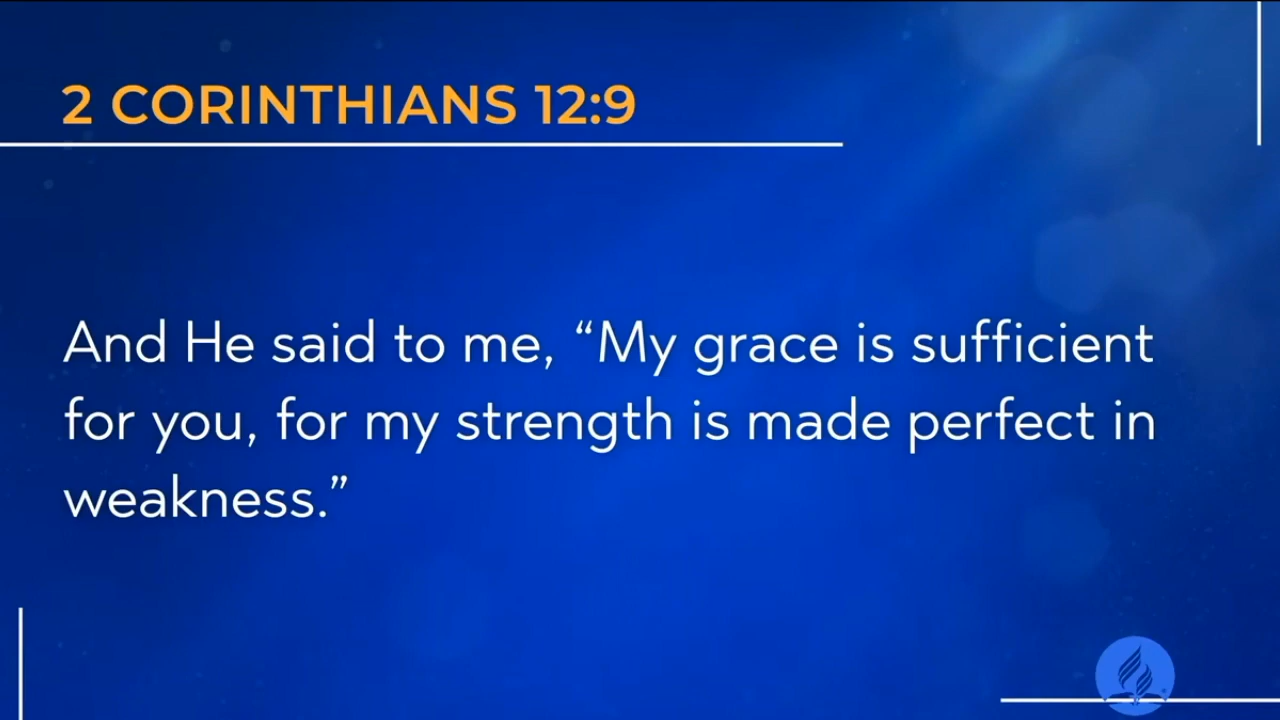 2 CORINTHIANS 12:9
And He said to me, “My grace is sufficient
for you, for my strength is made perfect in
weakness.”